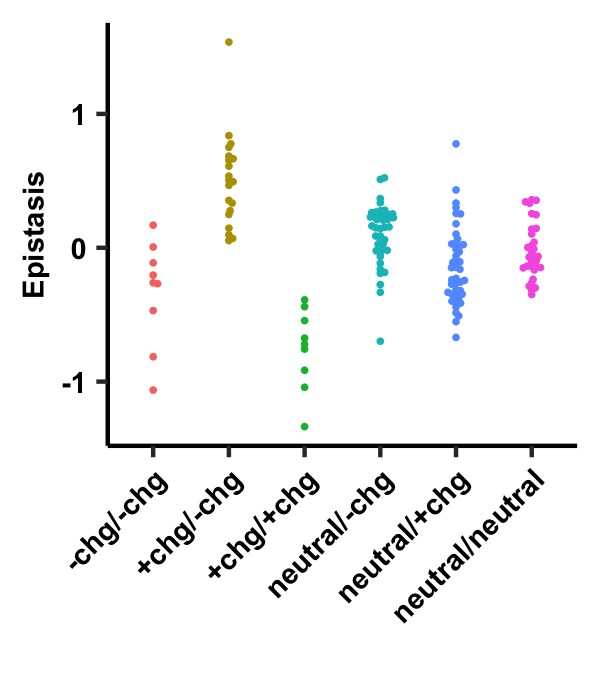 Epistasis
1
0
-1
-chg/-chg
+chg/-chg
+chg/+chg
neutral/-chg
neutral/+chg
neutral/neutral